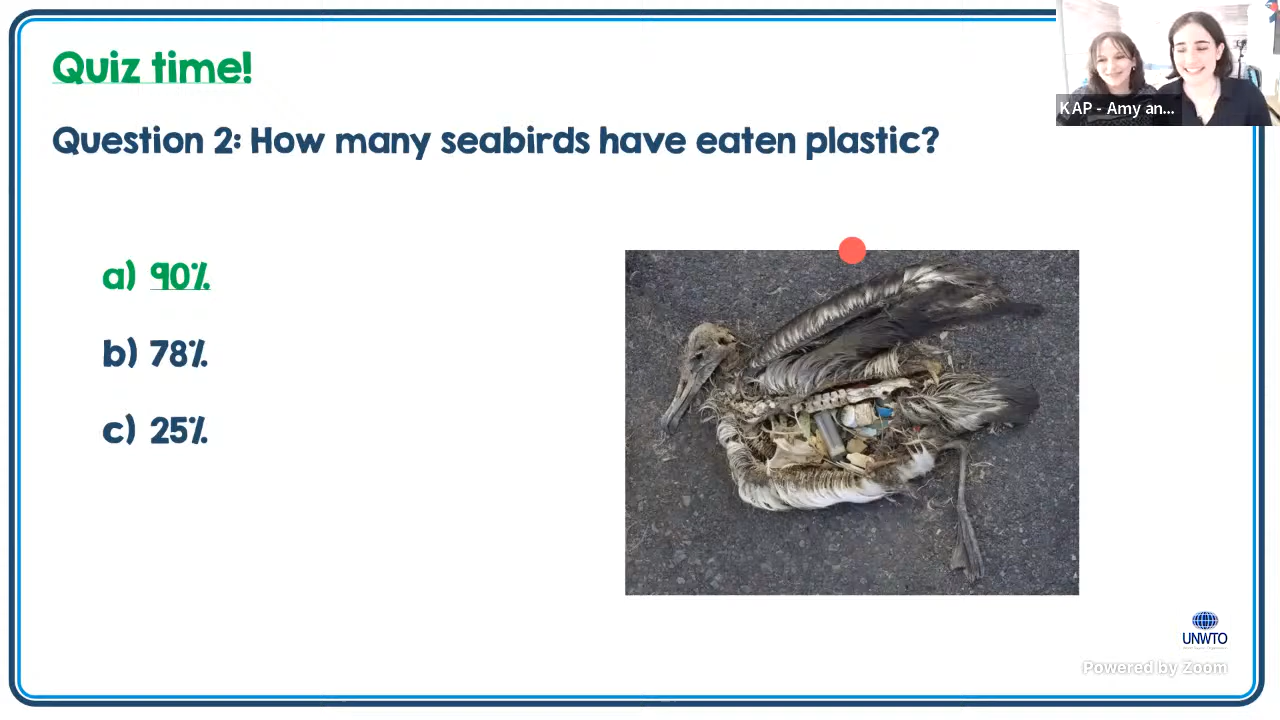 Quiz time!
KAP - Amy an...
Question 2: How many seabirds have eaten plastic?
a) 90%
b) 78%
c) 25%
UNWTO
Powered by Zoom